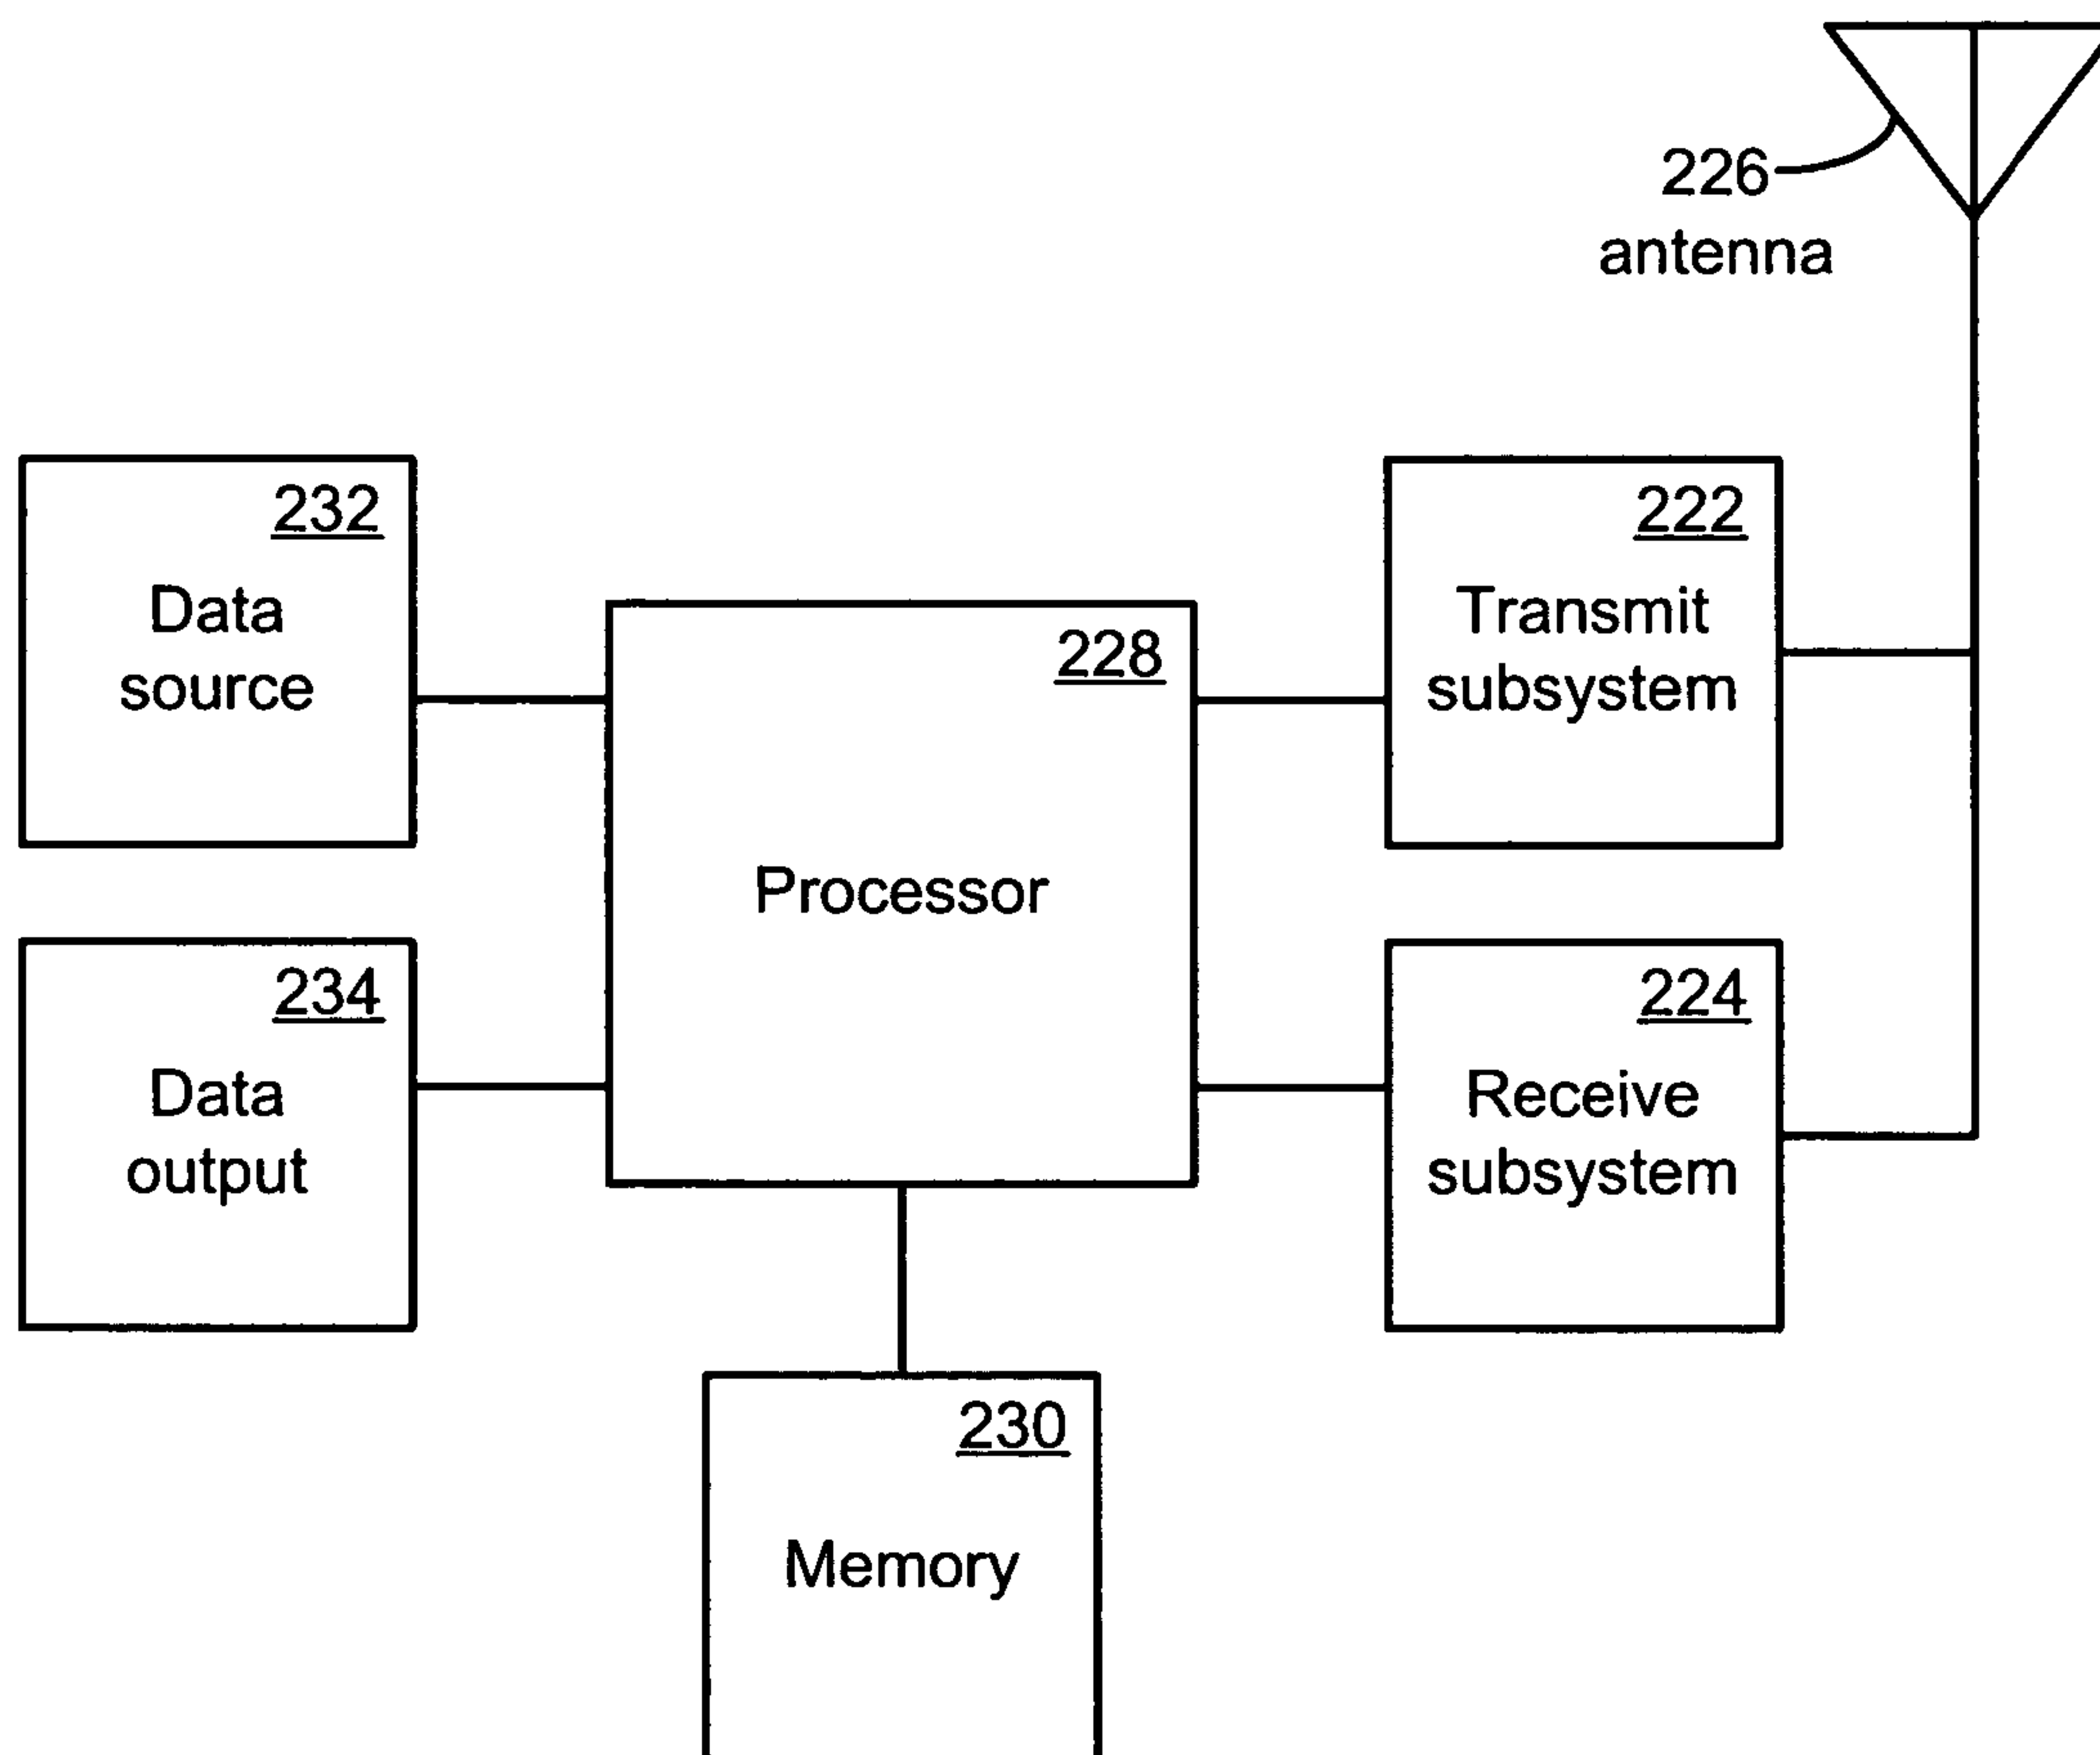 226
antenna
232
Data
source
222
Transmit
subsystem
228
Processor
234
Data
output
224
Receive
subsystem
230
Memory